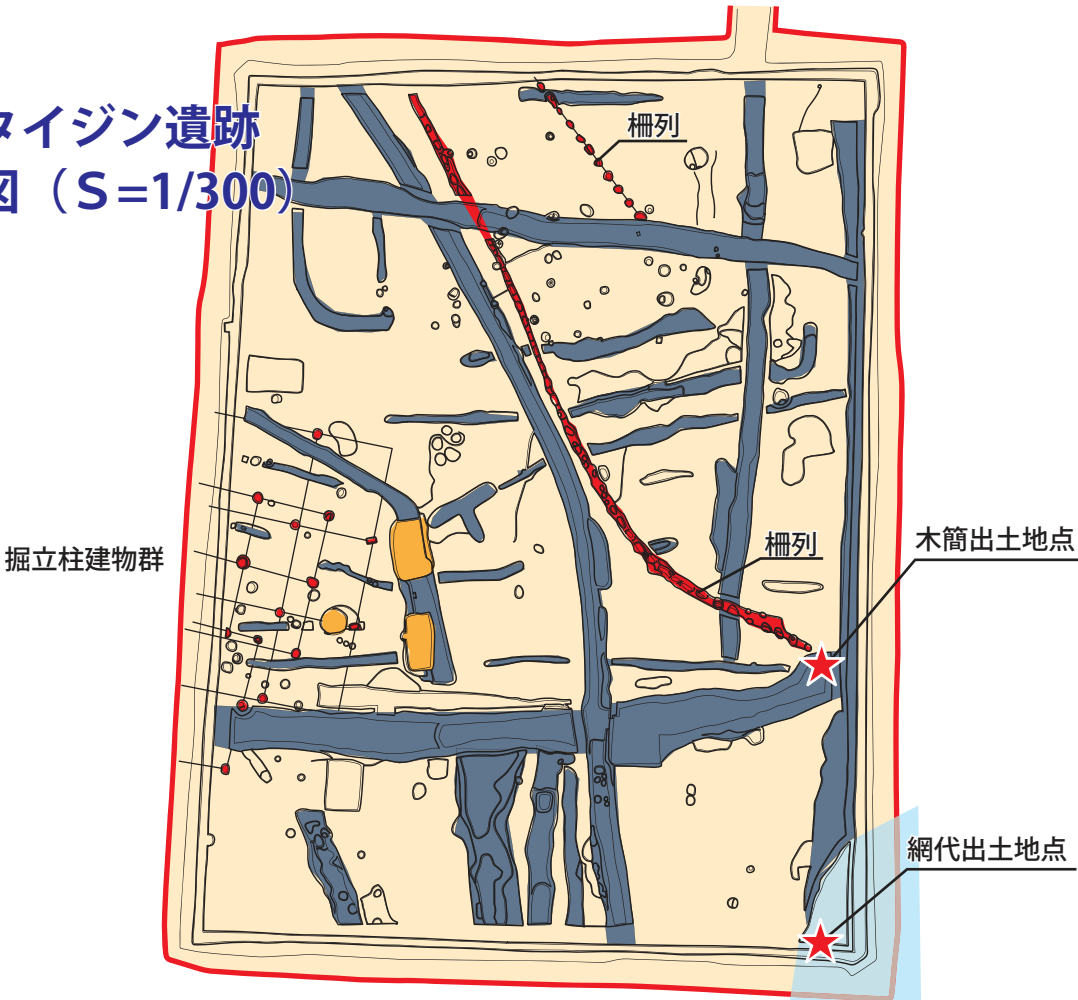 タイジン遺跡
図（S=1/300）
柵列
掘立柱建物群
柵列
木簡出土地点
網代出土地点